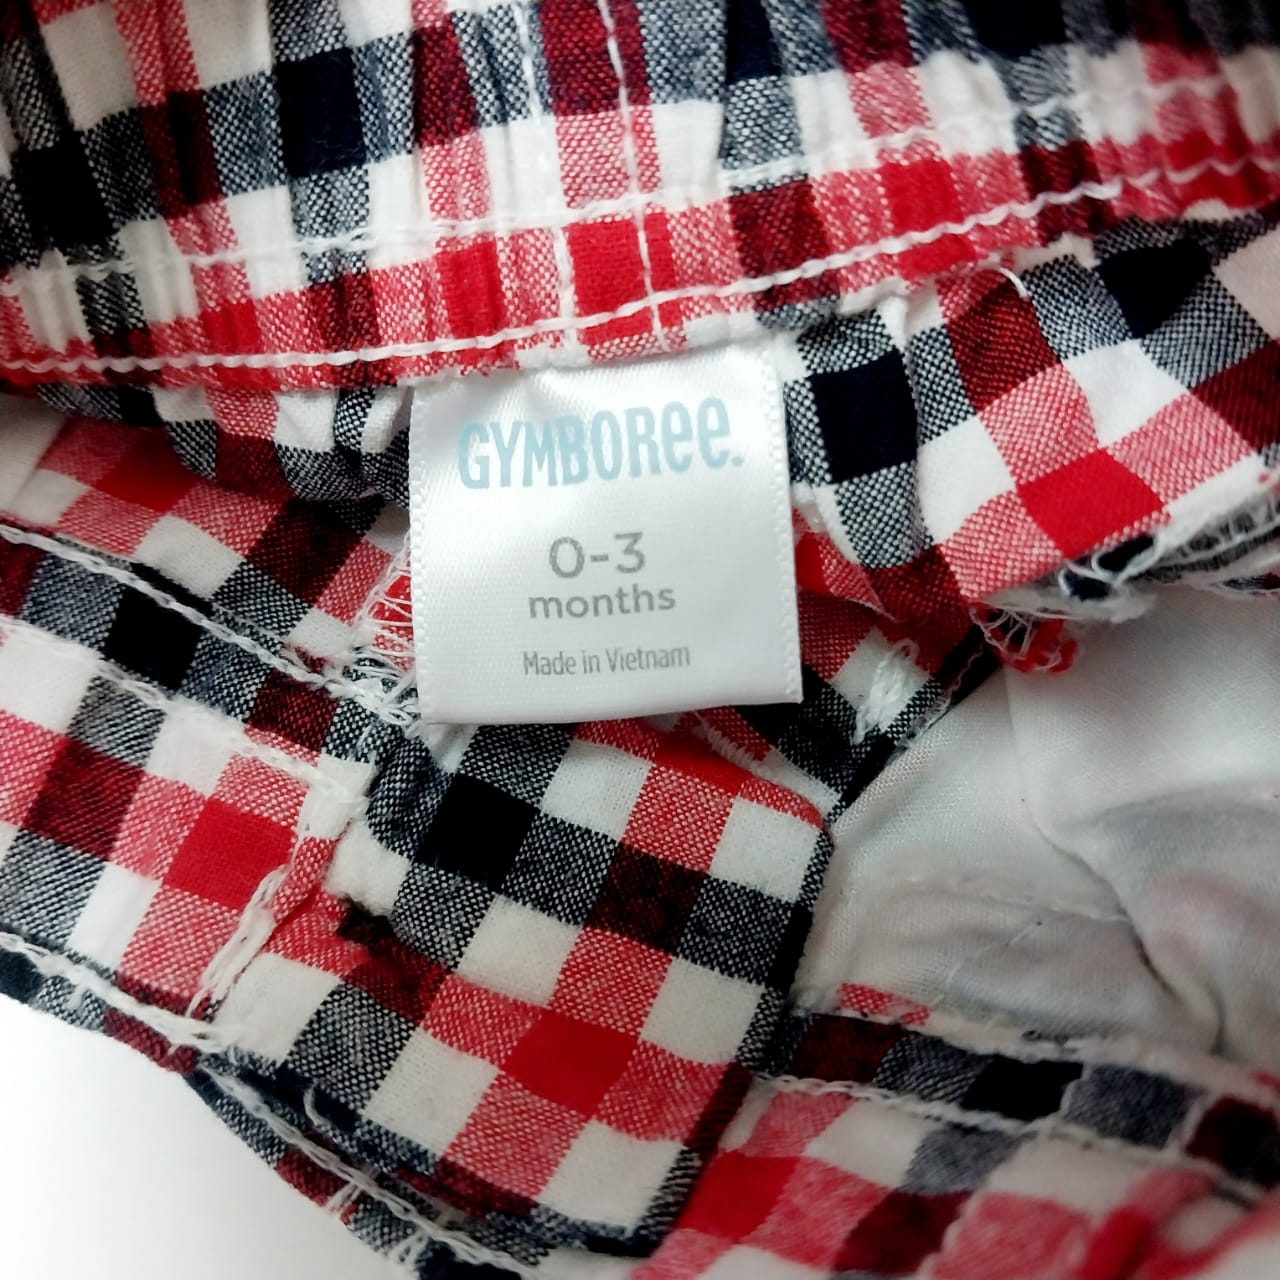 GYMBOREE.
0-3
months
Made in Vietnam